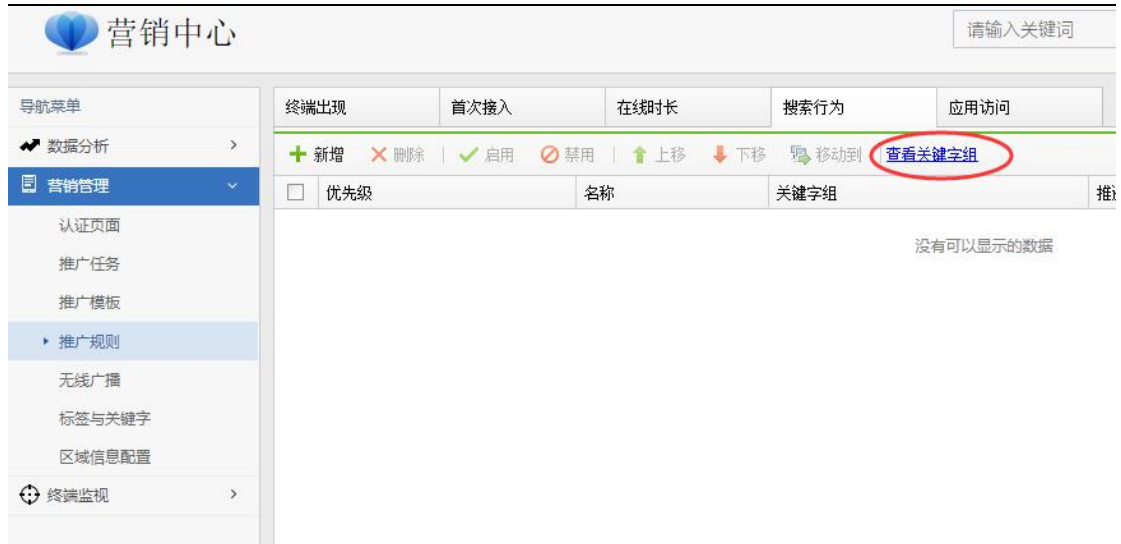 营销中心
请输入关键词
导航菜单
终端出现 首次接入 在线时长 搜索行为 应用访问
数据分析
新增 删除 启用 禁用 上移 下移 移动到 查看关键字组
营销管理
优先级 名称 关键字组
认证页面
没有可以显示的数据
推广任务
推广模板
推广规则
无线广播
标签与关键字
区域信息配置
终端监视